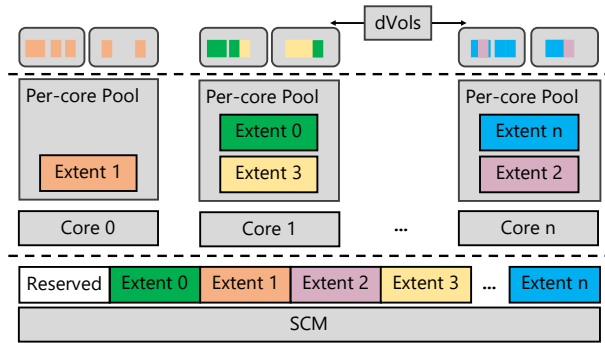 dVols
Per-core Pool
Per-core Pool
Per-core Pool
Extent 0
Extent n
Extent 1
Extent 3
Extent 2
Core 0
Core 1
...
Core n
Reserved
Extent 0
Extent 1
Extent 2
Extent 3
...
Extent n
SCM